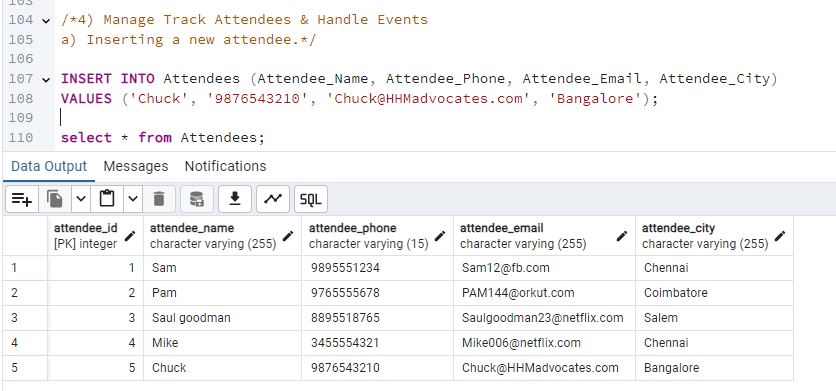 103
104 /*4) Manage Track Attendees & Handle Events
105 a) Inserting a new attendee.*/
106
107 INSERT INTO Attendees (Attendee_Name, Attendee_Phone, Attendee_Email, Attendee_City)
108 VALUES ('Chuck', '9876543210', 'Chuck@HHMadvocates.com', 'Bangalore');
109
110 select * from Attendees;
Data Output Messages Notifications
SQL
attendee_id attendee_name attendee_phone attendee_email attendee_city
[PK] integer character varying (255) character varying (15) character varying (255) character varying (255)
1 1 Sam 9895551234 Sam12@fb.com Chennai
2 2 Pam 9765555678 PAM144@orkut.com Coimbatore
3 3 Saul goodman 8895518765 Saulgoodman23@netflix.com Salem
4 4 Mike 3455554321 Mike006@netflix.com Chennai
5 5 Chuck 9876543210 Chuck@HHMadvocates.com Bangalore